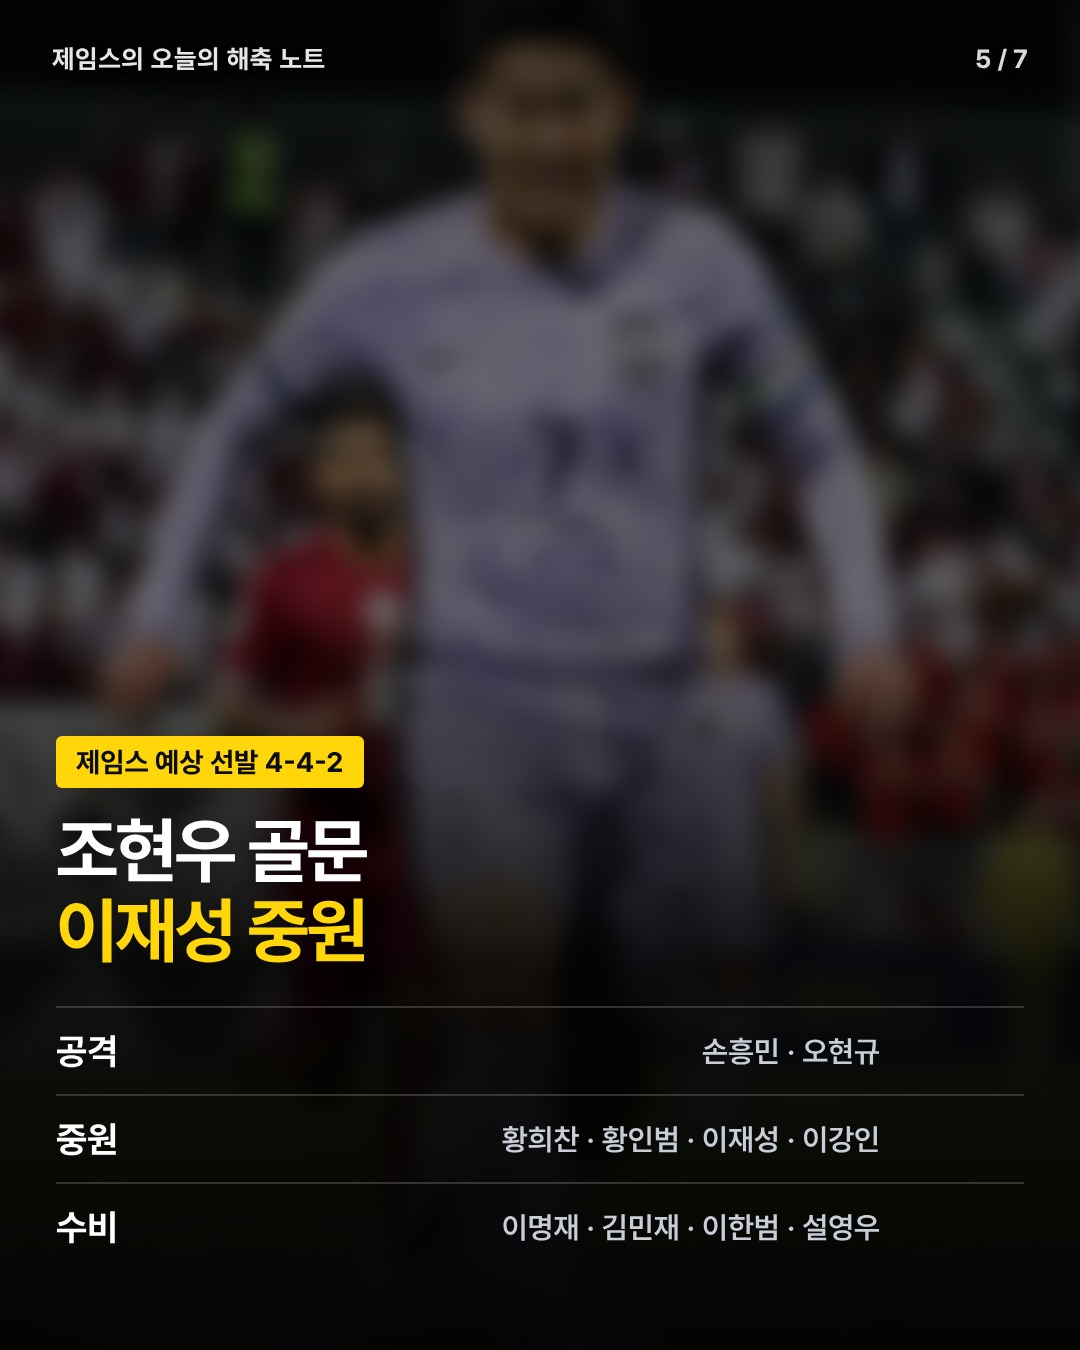 제임스의 오늘의 해축 노트
5 / 7
제임스 예상 선발 4-4-2
조현우 골문
이재성 중원
공격
손흥민 · 오현규
중원
황희찬 · 황인범 · 이재성 · 이강인
수비
이명재 · 김민재 · 이한범 · 설영우